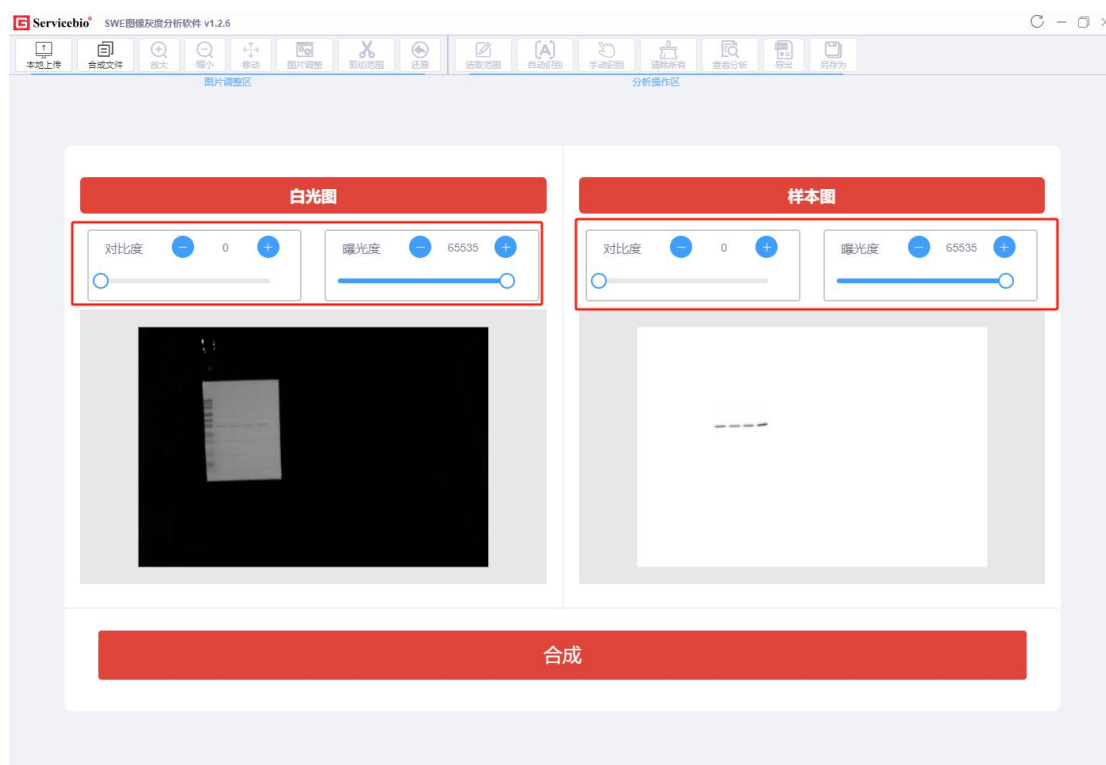 Servicebio® SWE图像灰度分析软件 v1.2.6
本地上传 合成文件 放大 缩小 移动 图片调整 剪切范围 还原 选取范围 自动识别 手动识别 清除所有 查看分析 导出 另存为
图片调整区 分析操作区
白光图 样本图
对比度 0 曝光度 65535 对比度 0 曝光度 65535
合成